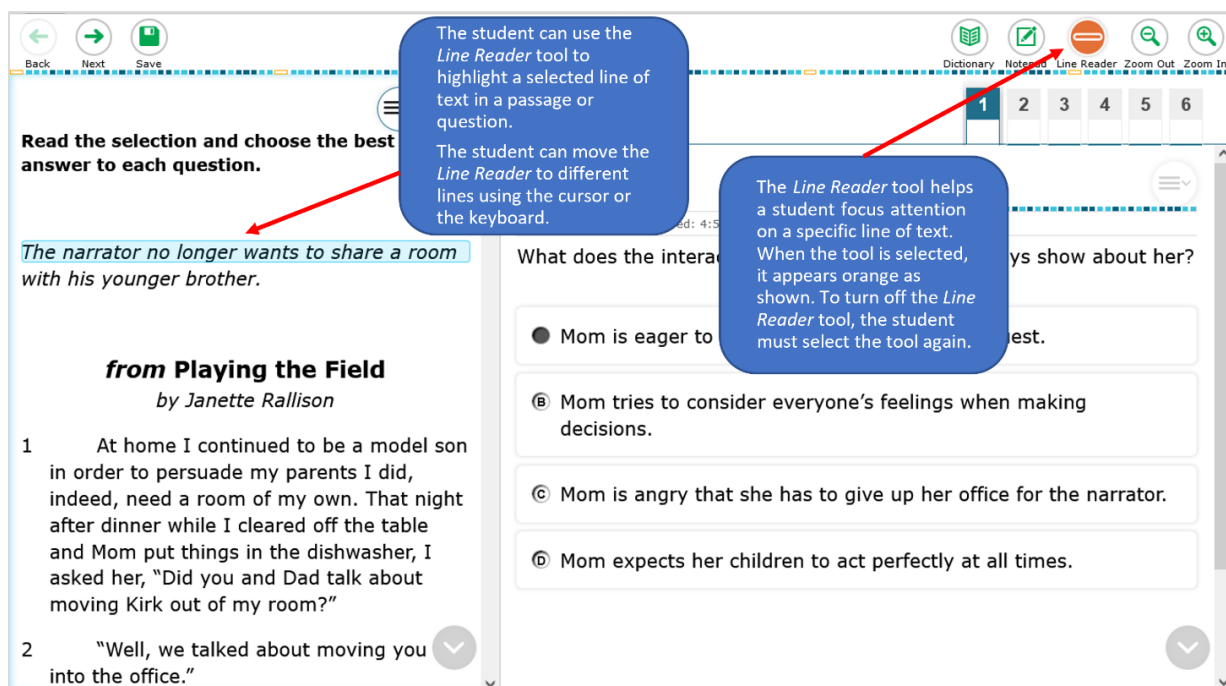 Back
Next
Save
Dictionary
Notepad
Line Reader
Zoom Out
Zoom In
The student can use the
Line Reader tool to
highlight a selected line of
text in a passage or
question.
The student can move the
Line Reader to different
lines using the cursor or
the keyboard.
1
2
3
4
5
6
Read the selection and choose the best
answer to each question.
The narrator no longer wants to share a room
with his younger brother.
from Playing the Field
by Janette Rallison
1 At home I continued to be a model son
in order to persuade my parents I did,
indeed, need a room of my own. That night
after dinner while I cleared off the table
and Mom put things in the dishwasher, I
asked her, “Did you and Dad talk about
moving Kirk out of my room?”
2 “Well, we talked about moving you
into the office.”
The Line Reader tool helps
a student focus attention
on a specific line of text.
When the tool is selected,
it appears orange as
shown. To turn off the Line
Reader tool, the student
must select the tool again.
What does the show about her?
Mom is eager to
B Mom tries to consider everyone’s feelings when making
decisions.
C Mom is angry that she has to give up her office for the narrator.
D Mom expects her children to act perfectly at all times.